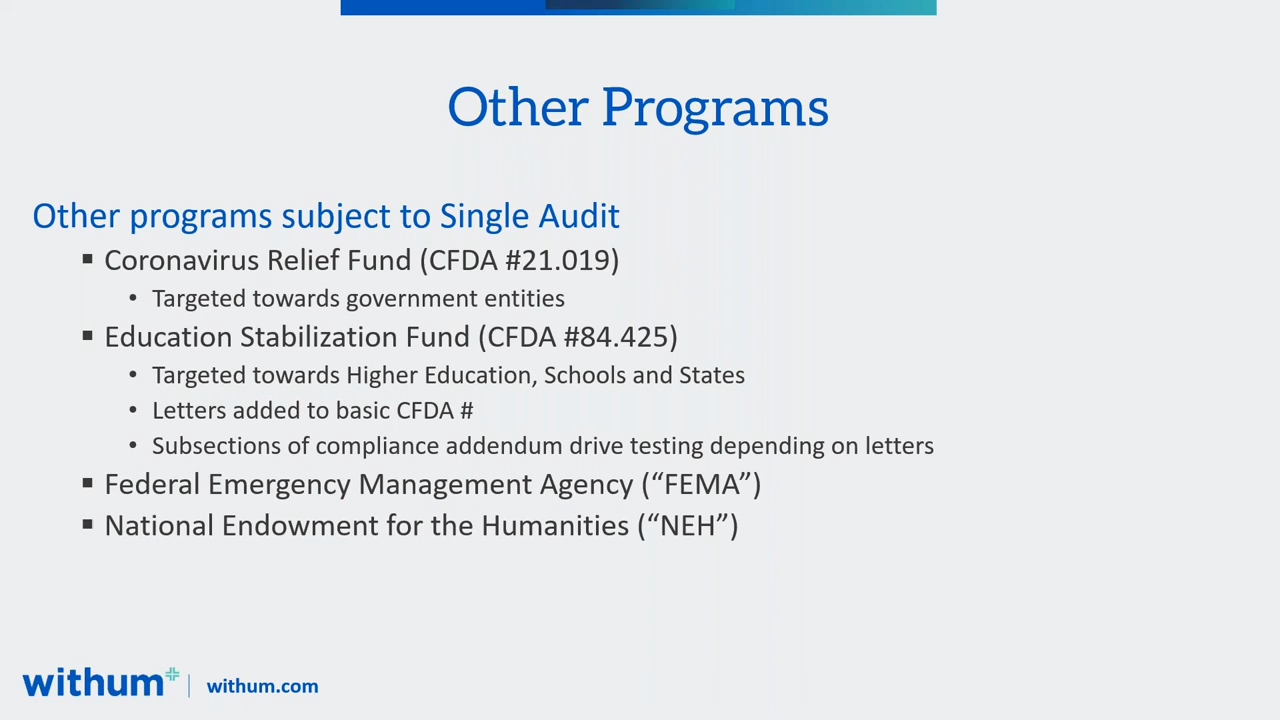 Other Programs
Other programs subject to Single Audit
▪ Coronavirus Relief Fund (CFDA #21.019)
• Targeted towards government entities
▪ Education Stabilization Fund (CFDA #84.425)
• Targeted towards Higher Education, Schools and States
• Letters added to basic CFDA #
• Subsections of compliance addendum drive testing depending on letters
▪ Federal Emergency Management Agency (“FEMA”)
▪ National Endowment for the Humanities (“NEH”)
withum+ | withum.com